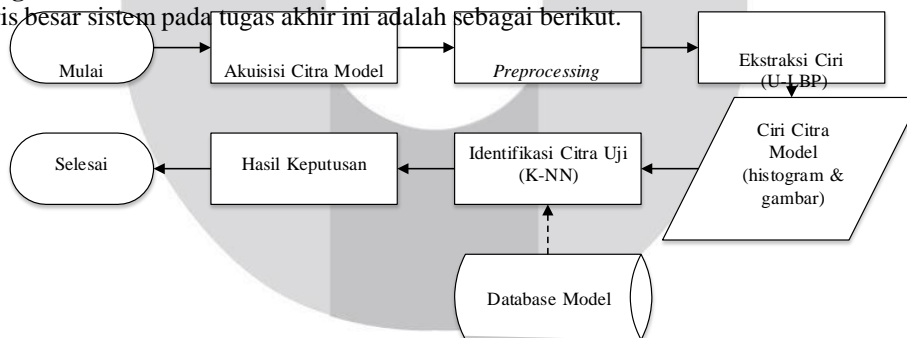 is besar sistem pada tugas akhir ini adalah sebagai berikut.
Mulai
Akuisisi Citra Model
Preprocessing
Ekstraksi Ciri
(U-LBP)
Ciri Citra
Model
(histogram &
gambar)
Identifikasi Citra Uji
(K-NN)
Hasil Keputusan
Selesai
Database Model